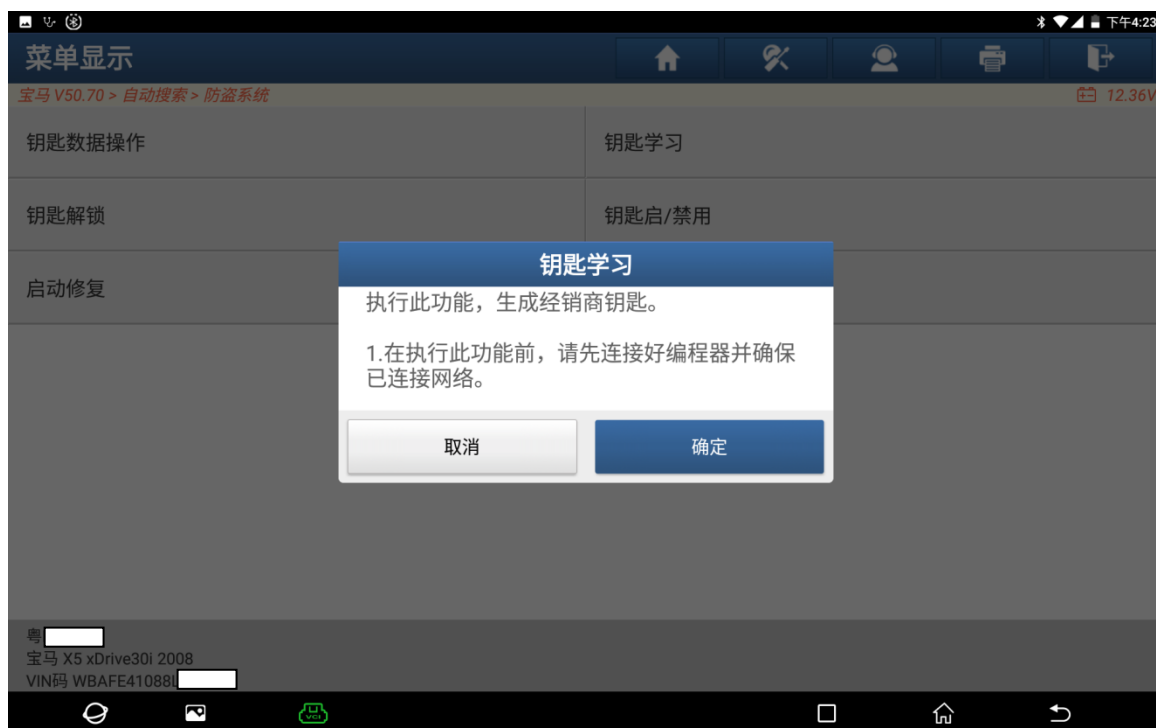 下午4:23
菜单显示
宝马 V50.70 > 自动搜索 > 防盗系统
12.36V
钥匙数据操作
钥匙学习
钥匙解锁
钥匙启/禁用
启动修复
钥匙学习
执行此功能，生成经销商钥匙。
1.在执行此功能前，请先连接好编程器并确保
已连接网络。
取消
确定
粤
宝马 X5 xDrive30i 2008
VIN码 WBAFE41088L
VCI